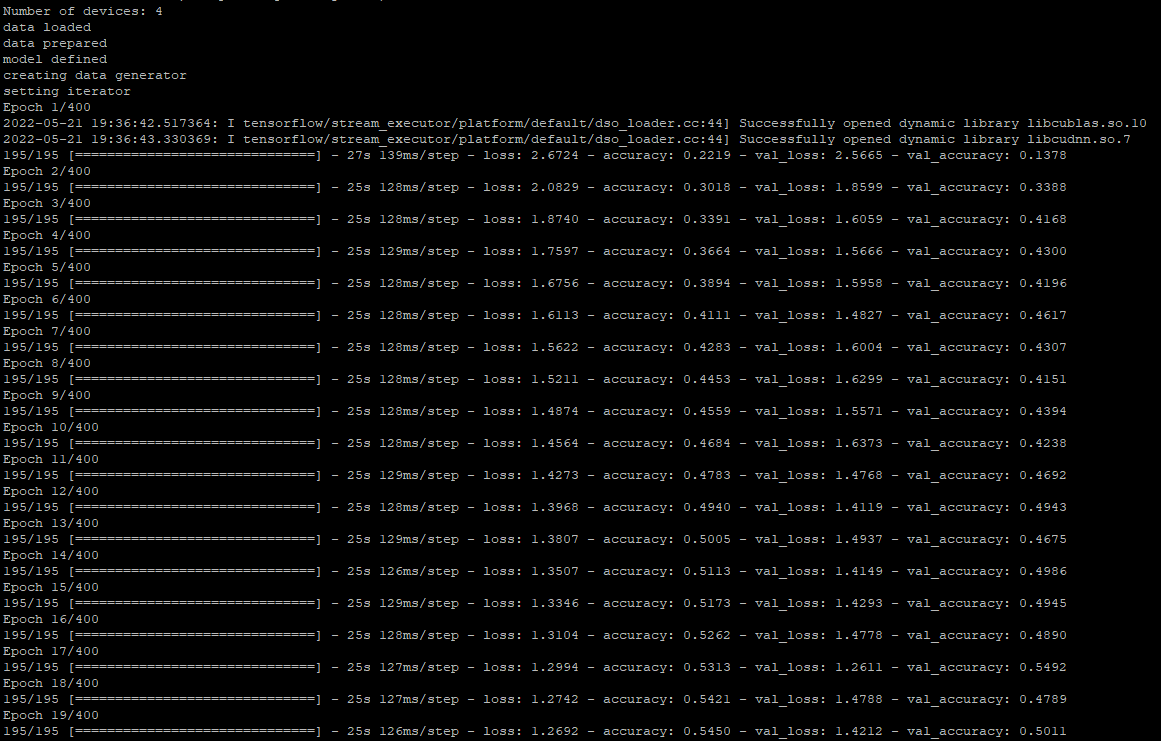 Number of devices: 4
data loaded
data prepared
model defined
creating data generator
setting iterator
Epoch 1/400
2022-05-21 19:36:42.517364: I tensorflow/stream_executor/platform/default/dso_loader.cc:44] Successfully opened dynamic library libcublas.so.10
2022-05-21 19:36:43.330369: I tensorflow/stream_executor/platform/default/dso_loader.cc:44] Successfully opened dynamic library libcudnn.so.7
195/195 [==============================] - 27s 139ms/step - loss: 2.6724 - accuracy: 0.2219 - val_loss: 2.5665 - val_accuracy: 0.1378
Epoch 2/400
195/195 [==============================] - 25s 128ms/step - loss: 2.0829 - accuracy: 0.3018 - val_loss: 1.8599 - val_accuracy: 0.3388
Epoch 3/400
195/195 [==============================] - 25s 128ms/step - loss: 1.8740 - accuracy: 0.3391 - val_loss: 1.6059 - val_accuracy: 0.4168
Epoch 4/400
195/195 [==============================] - 25s 129ms/step - loss: 1.7597 - accuracy: 0.3664 - val_loss: 1.5666 - val_accuracy: 0.4300
Epoch 5/400
195/195 [==============================] - 25s 128ms/step - loss: 1.6756 - accuracy: 0.3894 - val_loss: 1.5958 - val_accuracy: 0.4196
Epoch 6/400
195/195 [==============================] - 25s 128ms/step - loss: 1.6113 - accuracy: 0.4111 - val_loss: 1.4827 - val_accuracy: 0.4617
Epoch 7/400
195/195 [==============================] - 25s 128ms/step - loss: 1.5622 - accuracy: 0.4283 - val_loss: 1.6004 - val_accuracy: 0.4307
Epoch 8/400
195/195 [==============================] - 25s 128ms/step - loss: 1.5211 - accuracy: 0.4453 - val_loss: 1.6299 - val_accuracy: 0.4151
Epoch 9/400
195/195 [==============================] - 25s 128ms/step - loss: 1.4874 - accuracy: 0.4559 - val_loss: 1.5571 - val_accuracy: 0.4394
Epoch 10/400
195/195 [==============================] - 25s 128ms/step - loss: 1.4564 - accuracy: 0.4684 - val_loss: 1.6373 - val_accuracy: 0.4238
Epoch 11/400
195/195 [==============================] - 25s 129ms/step - loss: 1.4273 - accuracy: 0.4783 - val_loss: 1.4768 - val_accuracy: 0.4692
Epoch 12/400
195/195 [==============================] - 25s 128ms/step - loss: 1.3968 - accuracy: 0.4940 - val_loss: 1.4119 - val_accuracy: 0.4943
Epoch 13/400
195/195 [==============================] - 25s 129ms/step - loss: 1.3807 - accuracy: 0.5005 - val_loss: 1.4937 - val_accuracy: 0.4675
Epoch 14/400
195/195 [==============================] - 25s 126ms/step - loss: 1.3507 - accuracy: 0.5113 - val_loss: 1.4149 - val_accuracy: 0.4986
Epoch 15/400
195/195 [==============================] - 25s 129ms/step - loss: 1.3346 - accuracy: 0.5173 - val_loss: 1.4293 - val_accuracy: 0.4945
Epoch 16/400
195/195 [==============================] - 25s 128ms/step - loss: 1.3104 - accuracy: 0.5262 - val_loss: 1.4778 - val_accuracy: 0.4890
Epoch 17/400
195/195 [==============================] - 25s 127ms/step - loss: 1.2994 - accuracy: 0.5313 - val_loss: 1.2611 - val_accuracy: 0.5492
Epoch 18/400
195/195 [==============================] - 25s 127ms/step - loss: 1.2742 - accuracy: 0.5421 - val_loss: 1.4788 - val_accuracy: 0.4789
Epoch 19/400
195/195 [==============================] - 25s 126ms/step - loss: 1.2692 - accuracy: 0.5450 - val_loss: 1.4212 - val_accuracy: 0.5011